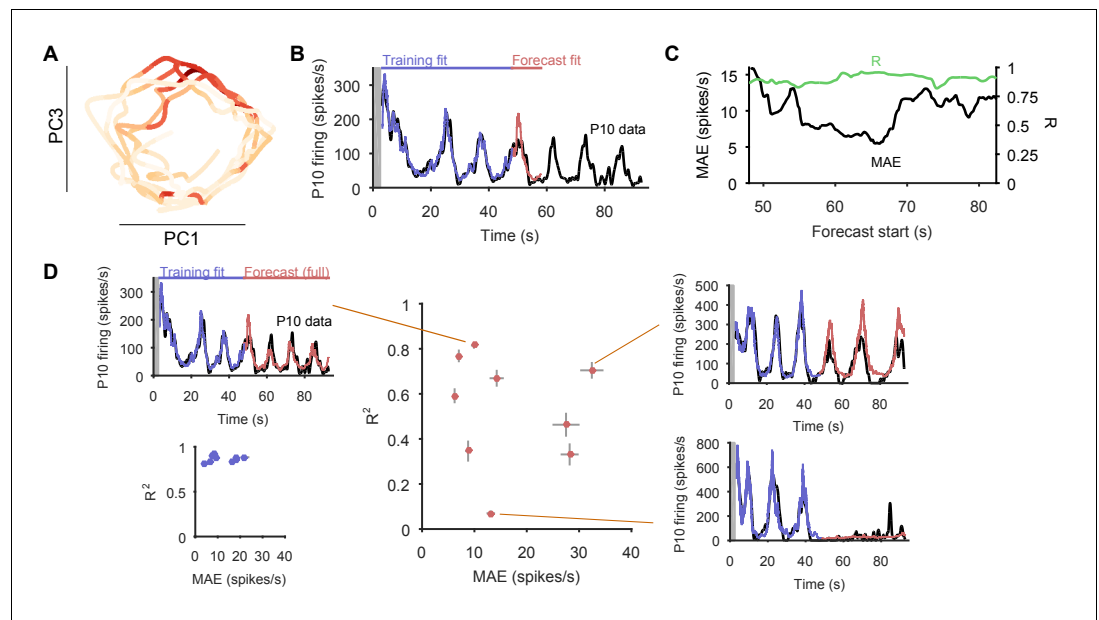 A
PC3
PC1
B
Training fit
Forecast fit
P10 firing (spikes/s)
300
200
100
0
P10 data
0
20
40
60
80
Time (s)
C
R
MAE (spikes/s)
15
10
5
0
MAE
1
0.75
0.5
0.25
0
R
50
60
70
80
Forecast start (s)
D
Training fit
Forecast (full)
P10 firing (spikes/s)
300
200
100
0
P10 data
0
20
40
60
80
Time (s)
R2
1
0.5
0
0
10
20
30
40
MAE (spikes/s)
R2
1
0.8
0.6
0.4
0.2
0
0
10
20
30
40
MAE (spikes/s)
P10 firing (spikes/s)
500
400
300
200
100
0
0
20
40
60
80
Time (s)
P10 firing (spikes/s)
800
600
400
200
0
0
20
40
60
80
Time (s)